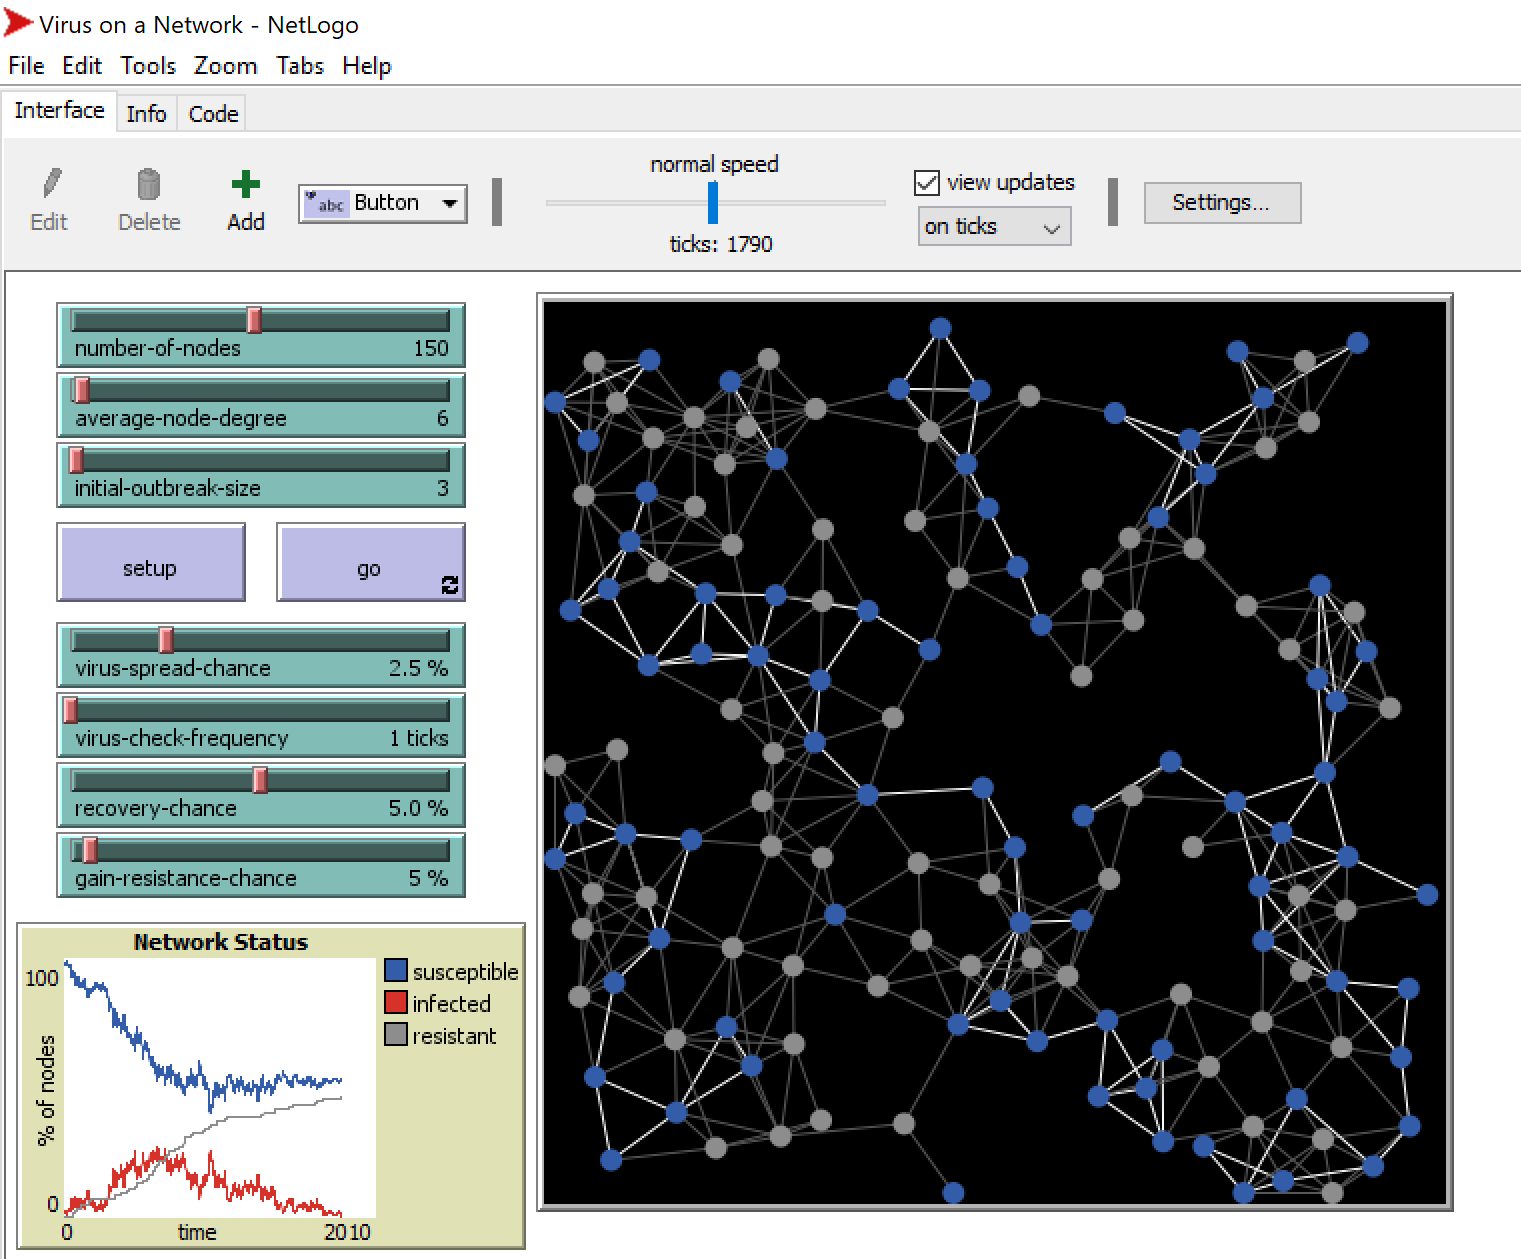 Virus on a Network - NetLogo
File Edit Tools Zoom Tabs Help
Interface Info Code
normal speed
view updates
Edit Delete Add abc Button Settings...
on ticks
ticks: 1790
number-of-nodes 150
average-node-degree 6
initial-outbreak-size 3
setup go
virus-spread-chance 2.5 %
virus-check-frequency 1 ticks
recovery-chance 5.0 %
gain-resistance-chance 5 %
Network Status
100
% of nodes
0
0 time 2010
susceptible
infected
resistant